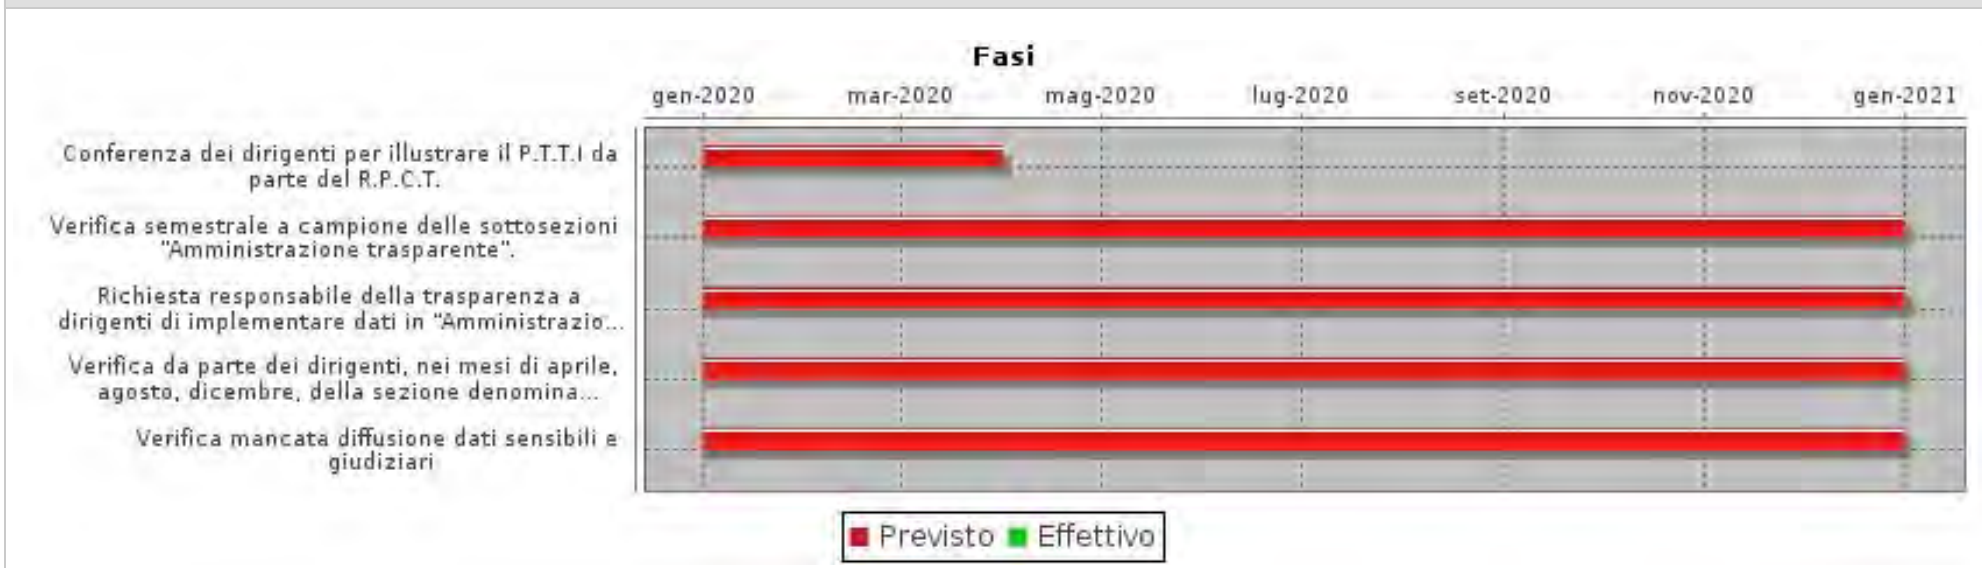 Fasi
gen-2020 mar-2020 mag-2020 lug-2020 set-2020 nov-2020 gen-2021
Conferenza dei dirigenti per illustrare il P.T.T.I da
parte del R.P.C.T.
Verifica semestrale a campione delle sottosezioni
"Amministrazione trasparente".
Richiesta responsabile della trasparenza a
dirigenti di implementare dati in "Amministrazio...
Verifica da parte dei dirigenti, nei mesi di aprile,
agosto, dicembre, della sezione denomina...
Verifica mancata diffusione dati sensibili e
giudiziari
Previsto Effettivo